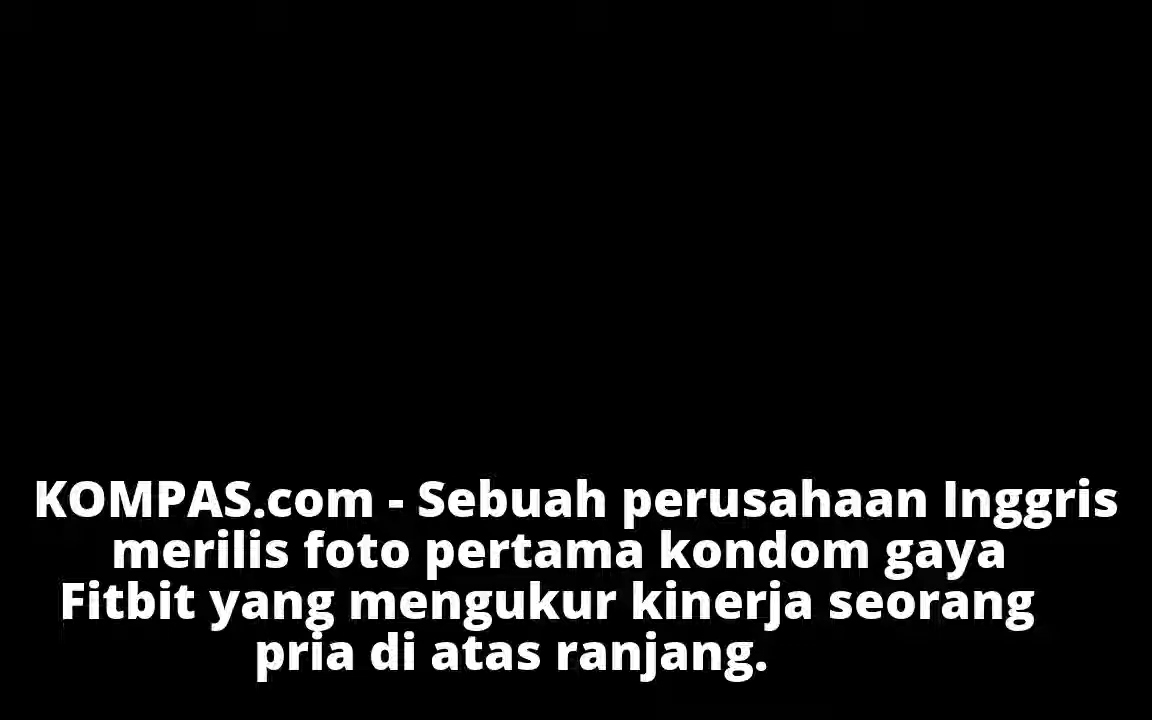 KOMPAS.com - Sebuah perusahaan Inggris
merilis foto pertama kondom gaya
Fitbit yang mengukur kinerja seorang
pria di atas ranjang.